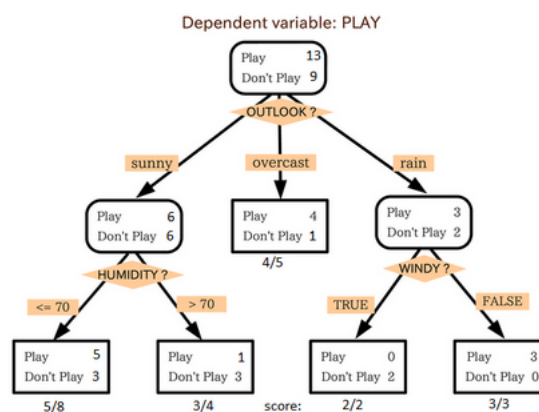 Dependent variable: PLAY
Play 13
Don't Play 9
OUTLOOK ?
sunny overcast rain
Play 6
Don't Play 6
Play 4
Don't Play 1
Play 3
Don't Play 2
4/5
HUMIDITY ?
WINDY ?
<= 70 > 70 TRUE FALSE
Play 5
Don't Play 3
Play 1
Don't Play 3
Play 0
Don't Play 2
Play 3
Don't Play 0
5/8 3/4 score: 2/2 3/3